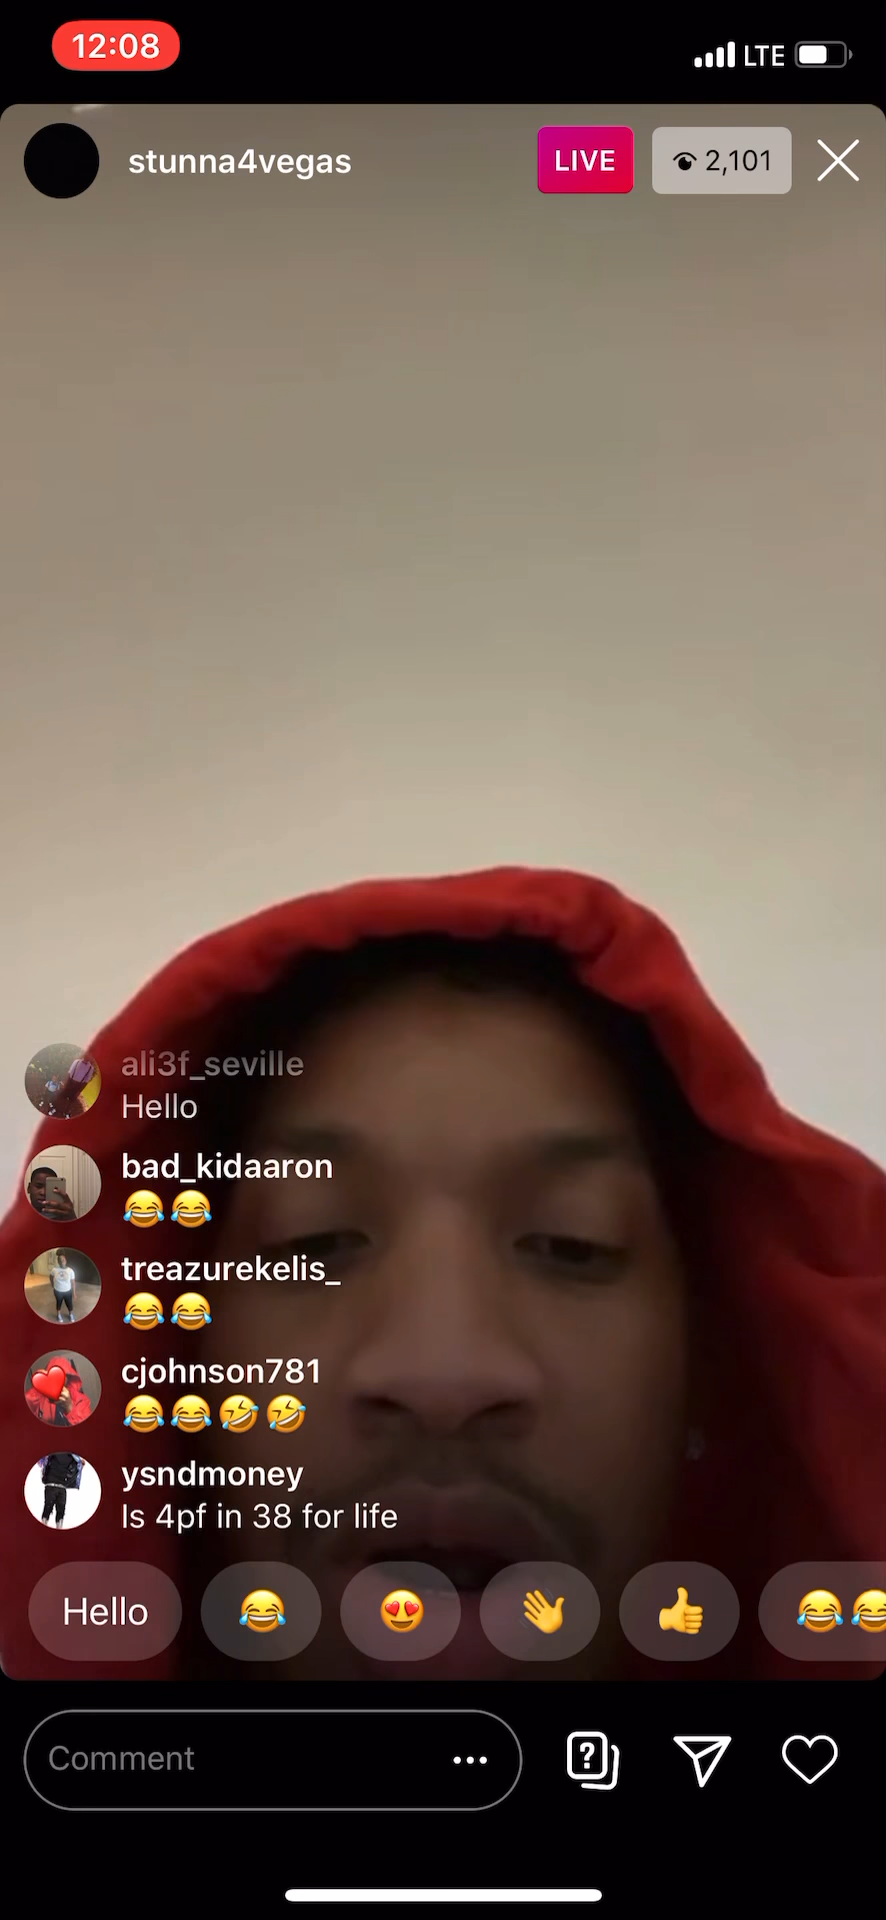 12:08
LTE
stunna4vegas
LIVE
2,101
ali3f_seville
Hello
bad_kidaaron
😂😂
treazurekelis_
😂😂
cjohnson781
😂😂🤣🤣
ysndmoney
Is 4pf in 38 for life
Hello 😂 😍 👋 👍 😂😂
Comment